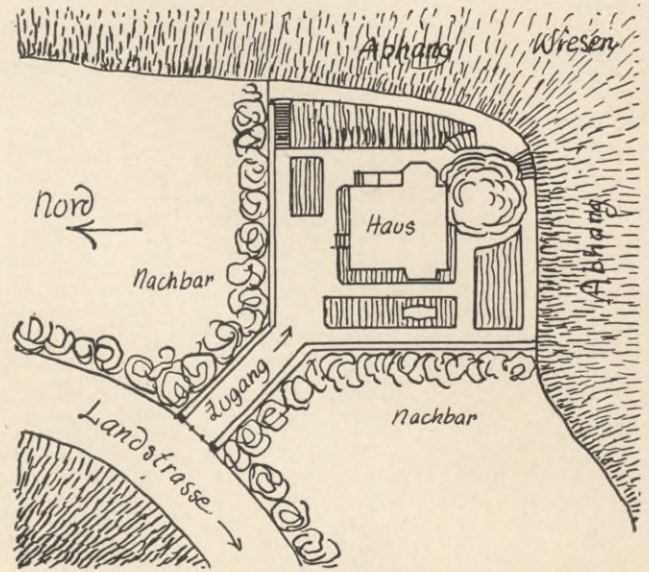 Abhang
Wiesen
Nord
Haus
Abhang
Nachbar
Zugang
Nachbar
Landstrasse